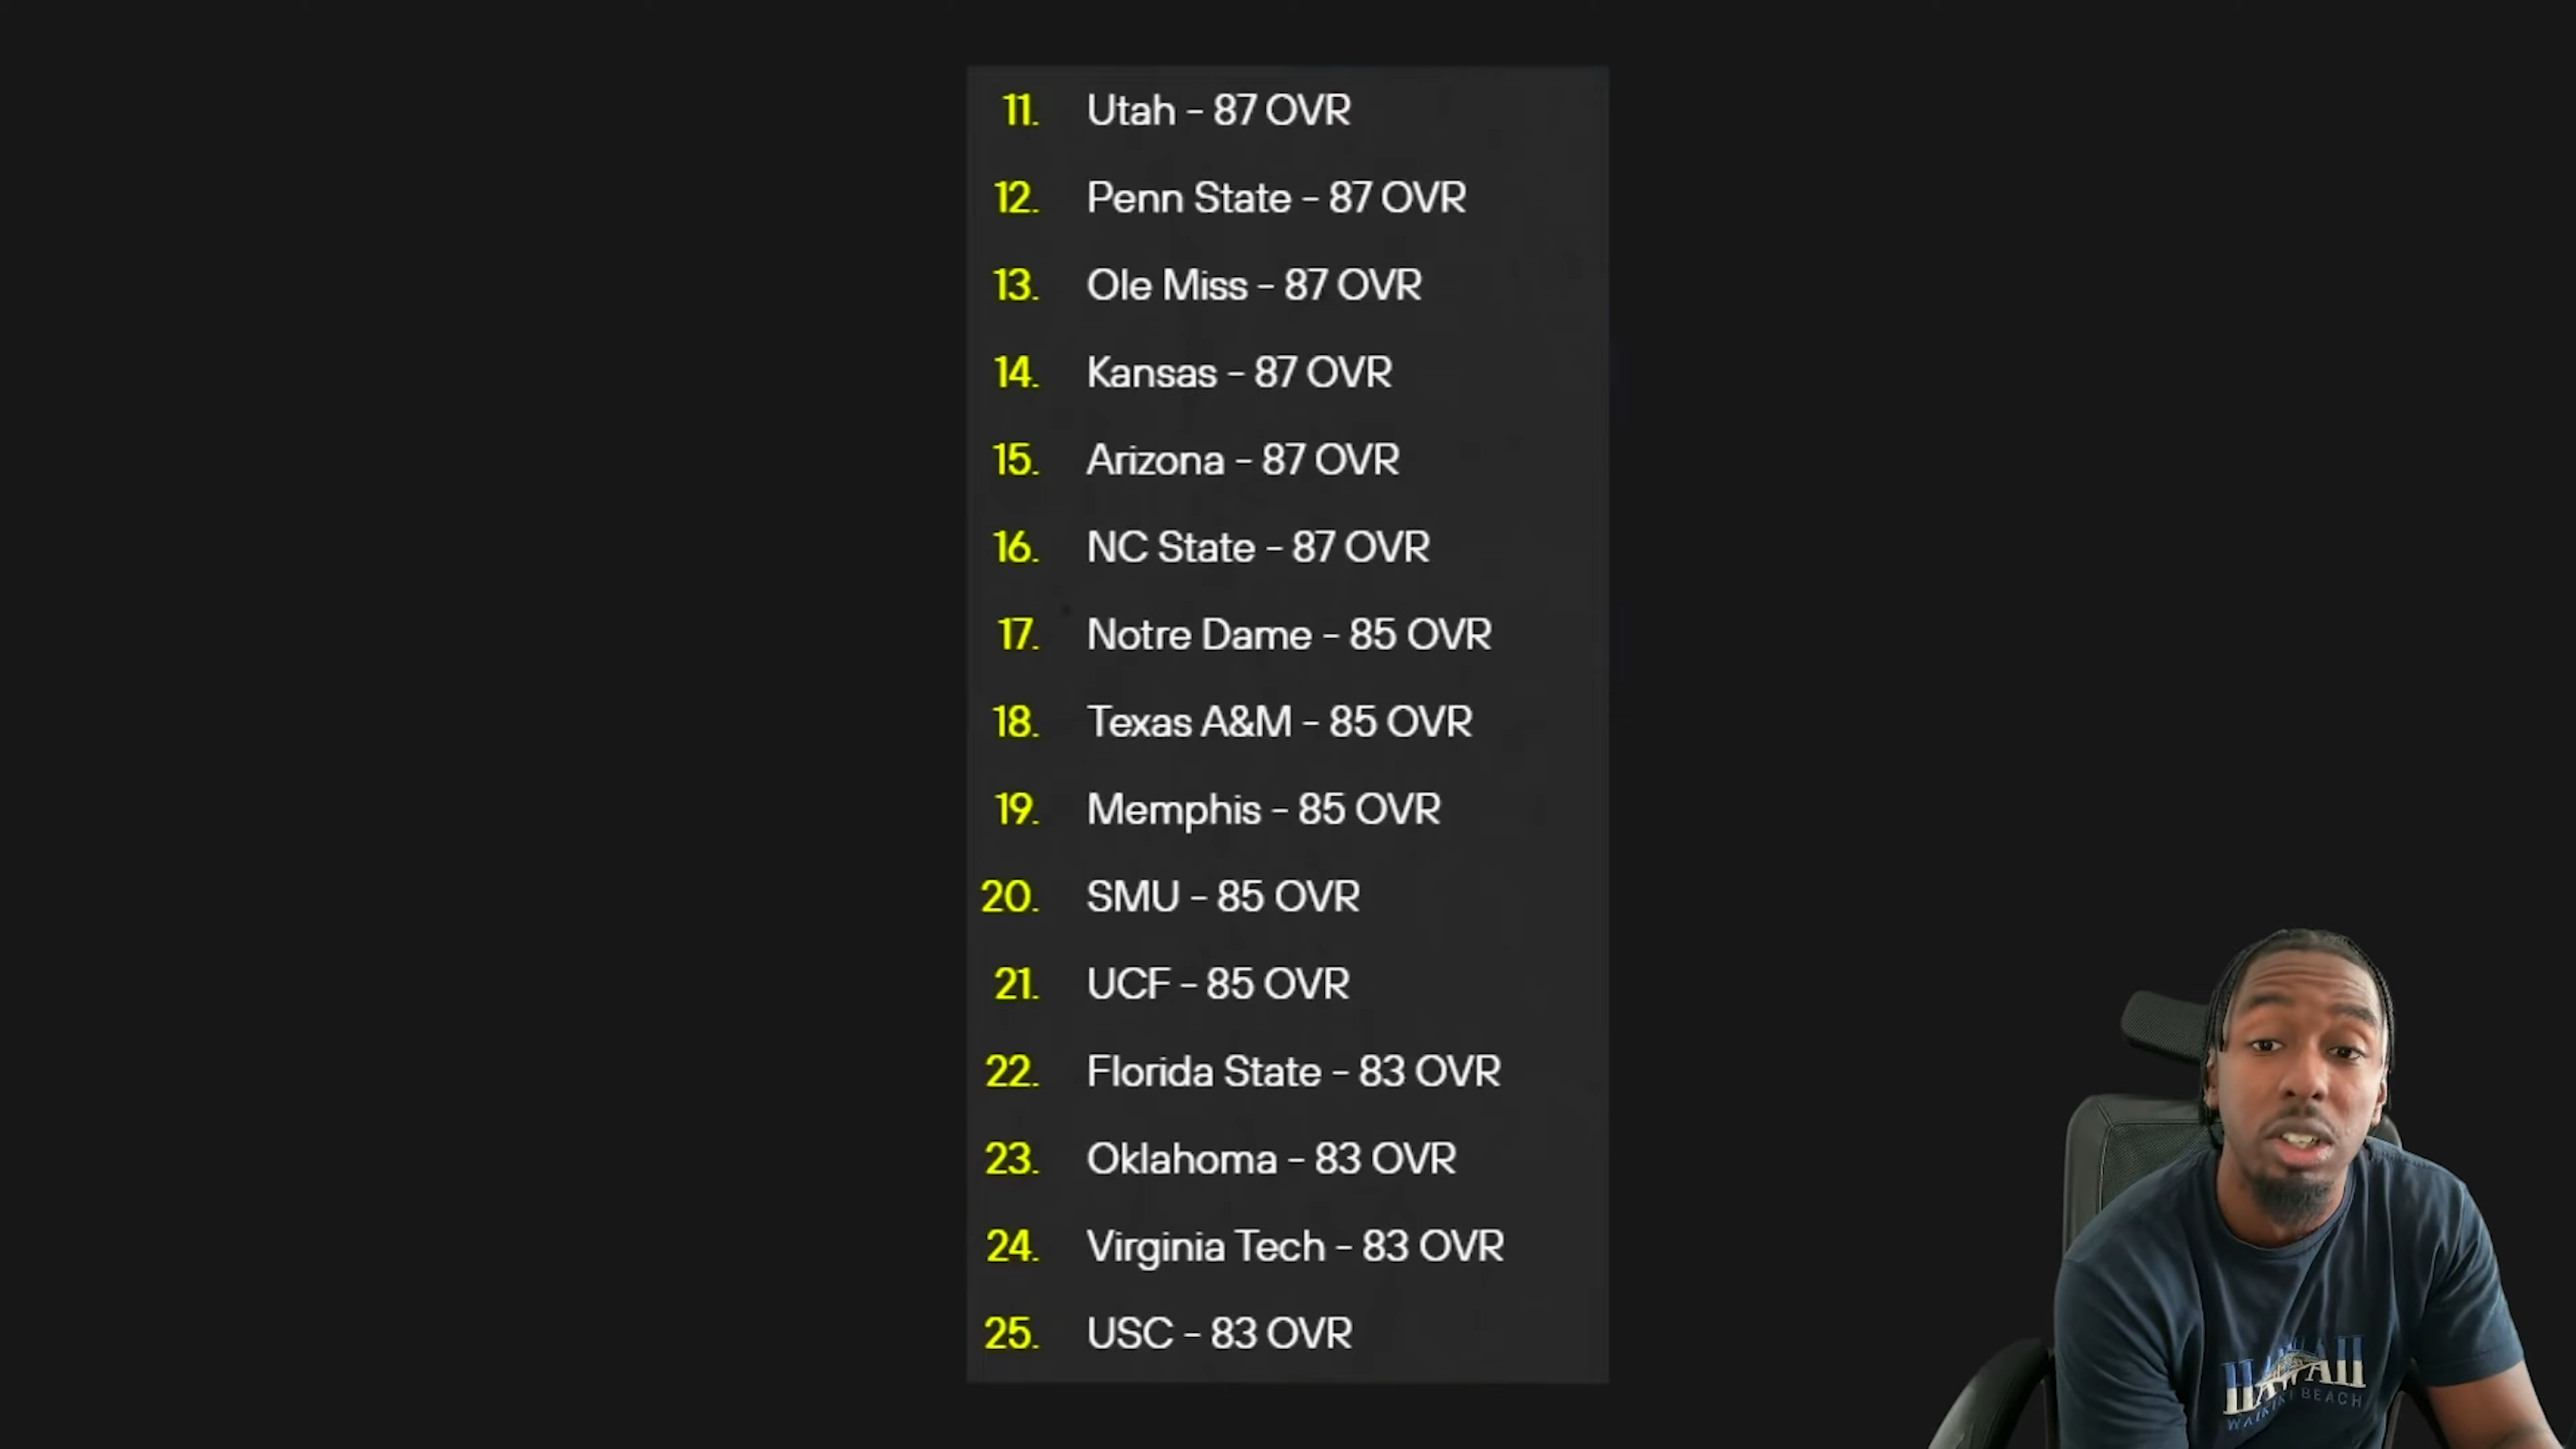 11. Utah - 87 OVR
12. Penn State - 87 OVR
13. Ole Miss - 87 OVR
14. Kansas - 87 OVR
15. Arizona - 87 OVR
16. NC State - 87 OVR
17. Notre Dame - 85 OVR
18. Texas A&M - 85 OVR
19. Memphis - 85 OVR
20. SMU - 85 OVR
21. UCF - 85 OVR
22. Florida State - 83 OVR
23. Oklahoma - 83 OVR
24. Virginia Tech - 83 OVR
25. USC - 83 OVR
HAWAII
WAIKIKI BEACH